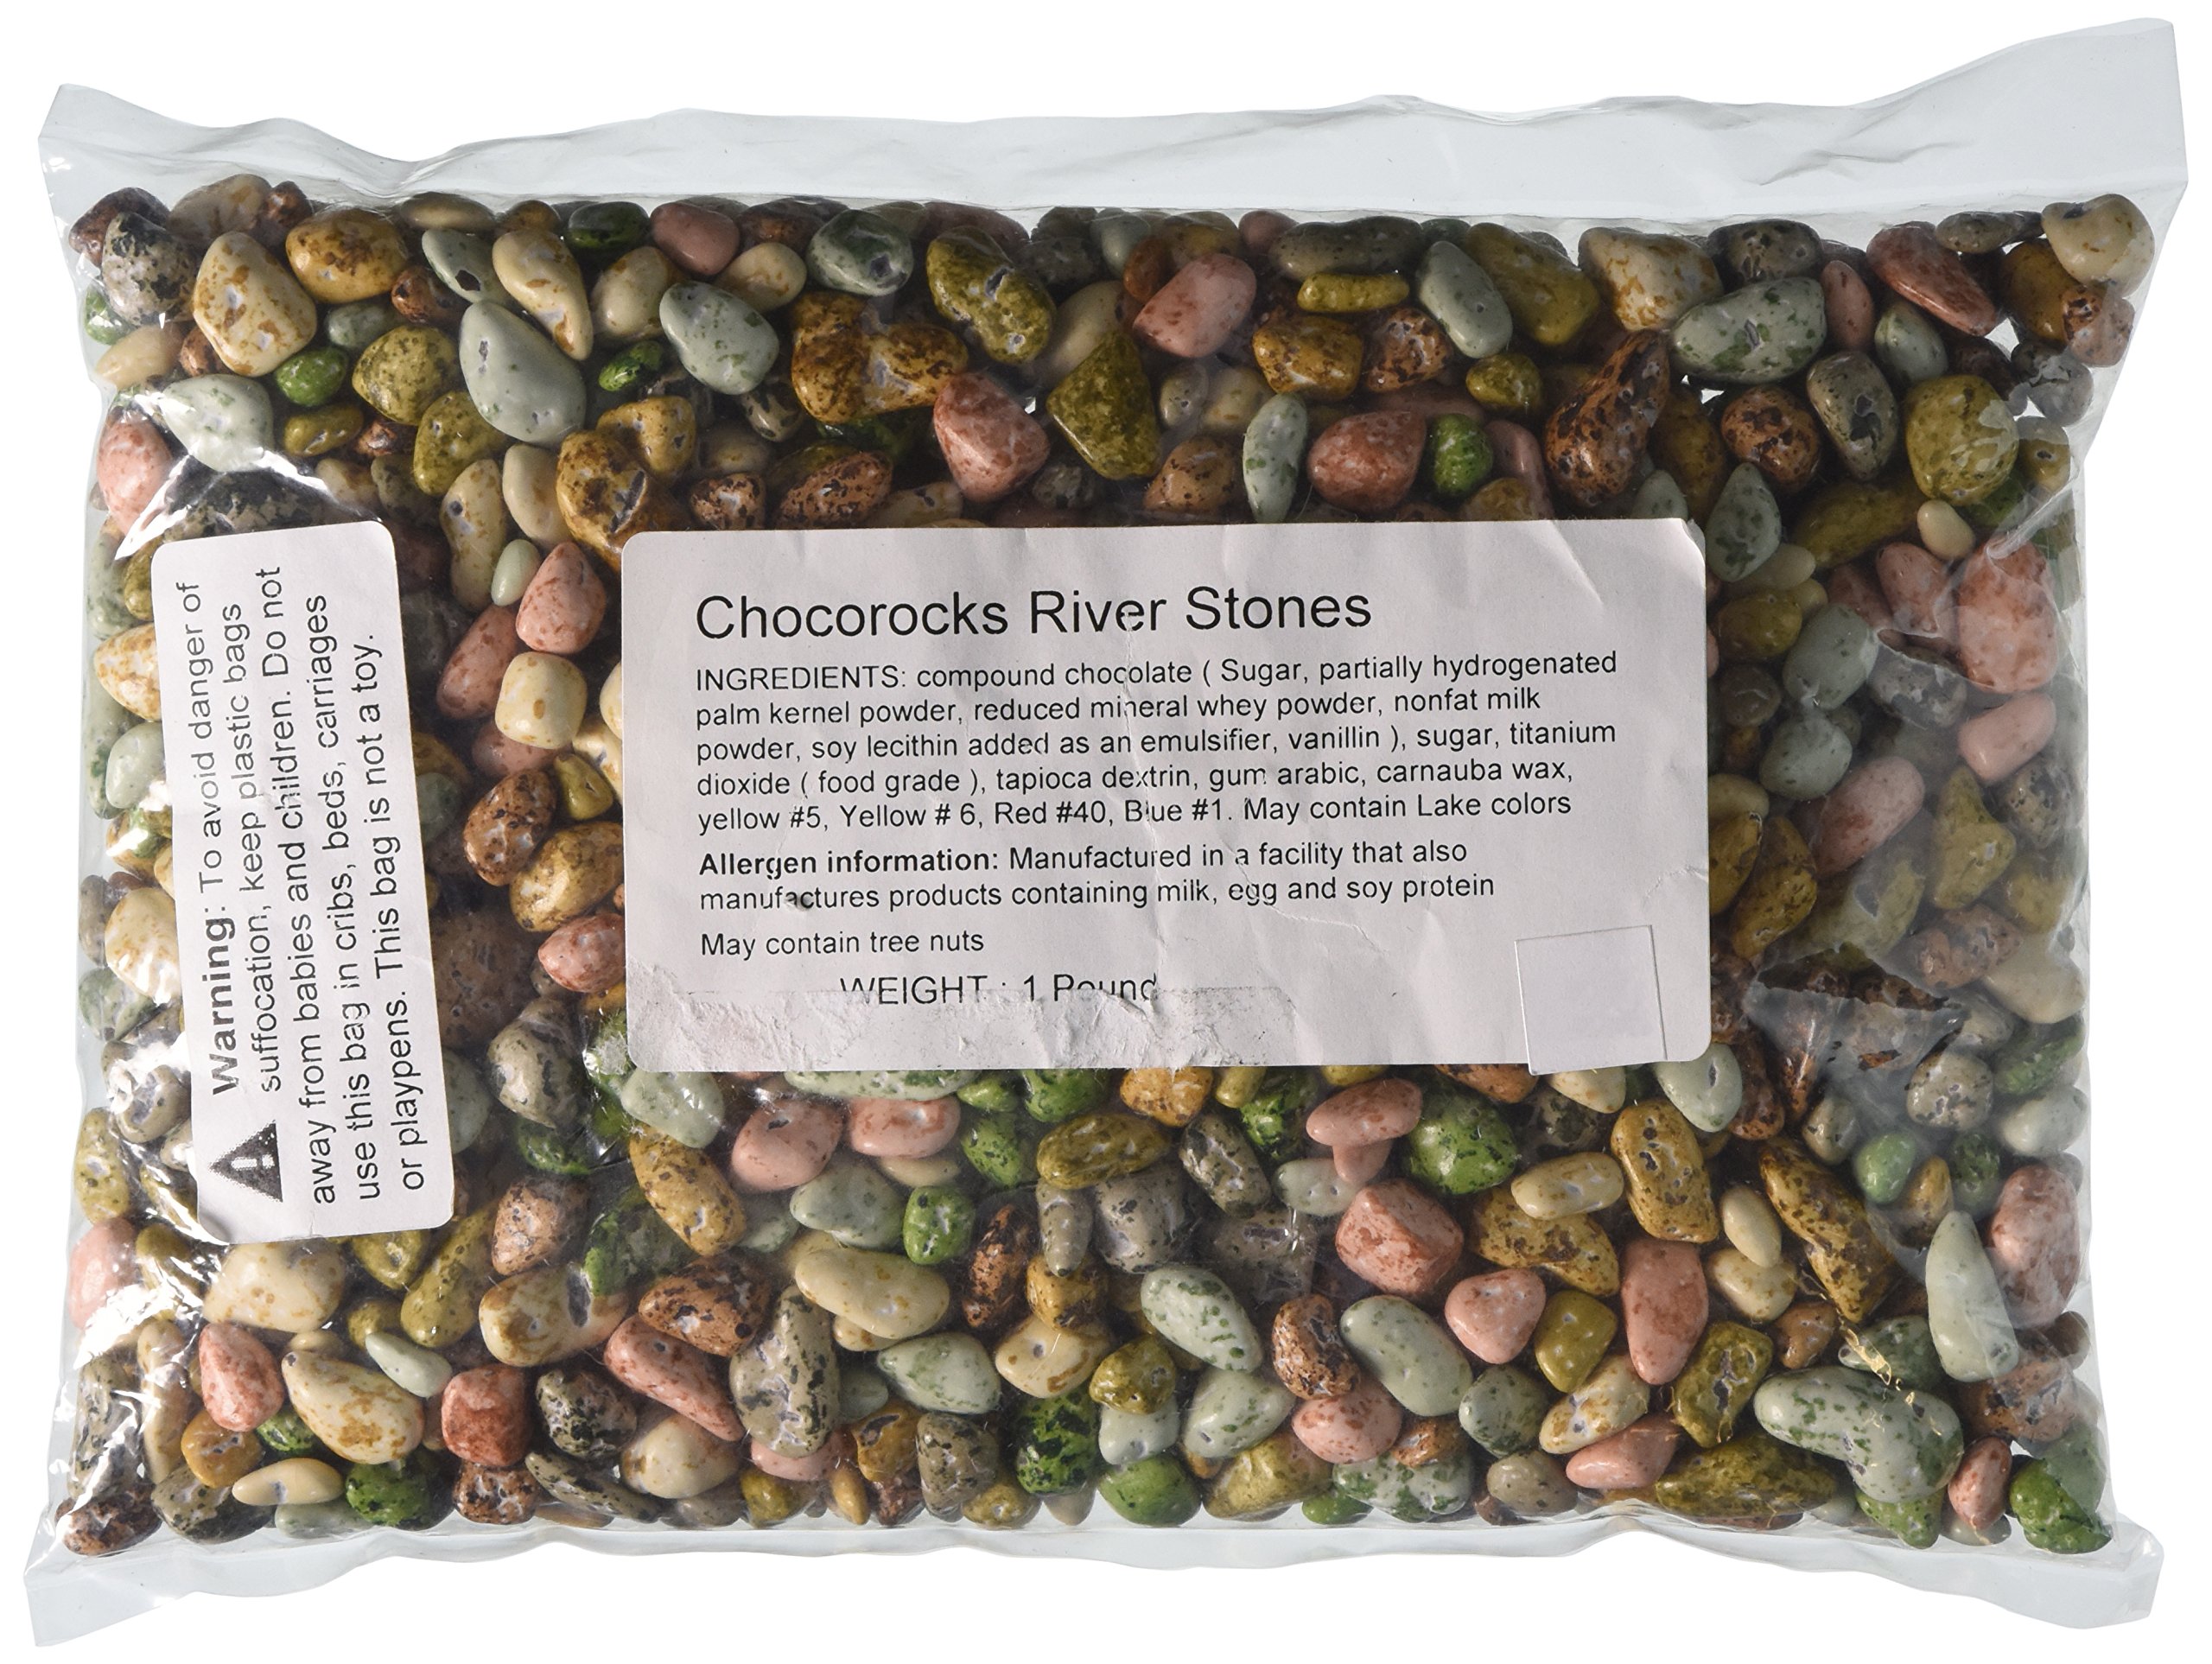 Warning: To avoid danger of
suffocation, keep plastic bags
away from babies and children. Do not
use this bag in cribs, beds, carriages
or playpens. This bag is not a toy.
Chocorocks River Stones
INGREDIENTS: compound chocolate ( Sugar, partially hydrogenated
palm kernel powder, reduced mineral whey powder, nonfat milk
powder, soy lecithin added as an emulsifier, vanillin ), sugar, titanium
dioxide ( food grade ), tapioca dextrin, gum arabic, carnauba wax,
yellow #5, Yellow # 6, Red #40, Blue #1. May contain Lake colors
Allergen information: Manufactured in a facility that also
manufactures products containing milk, egg and soy protein
May contain tree nuts
WEIGHT : 1 Pound